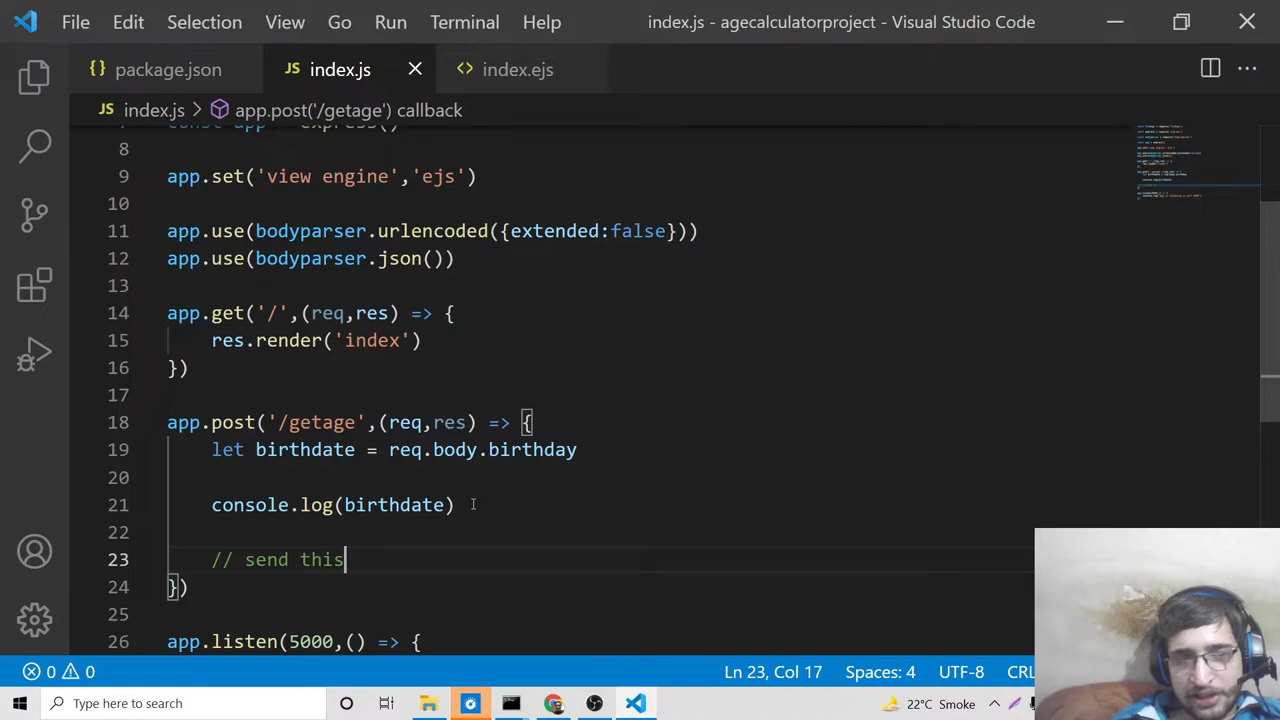 File Edit Selection View Go Run Terminal Help index.js - agecalculatorproject - Visual Studio Code
{} package.json JS index.js <> index.ejs
JS index.js > app.post('/getage') callback
const app = express()
8
9 app.set('view engine','ejs')
10
11 app.use(bodyparser.urlencoded({extended:false}))
12 app.use(bodyparser.json())
13
14 app.get('/',(req,res) => {
15 res.render('index')
16 })
17
18 app.post('/getage',(req,res) => {
19 let birthdate = req.body.birthday
20
21 console.log(birthdate)
22
23 // send this
24 })
25
26 app.listen(5000,() => {
0 0 Ln 23, Col 17 Spaces: 4 UTF-8 CRL
Type here to search 22°C Smoke